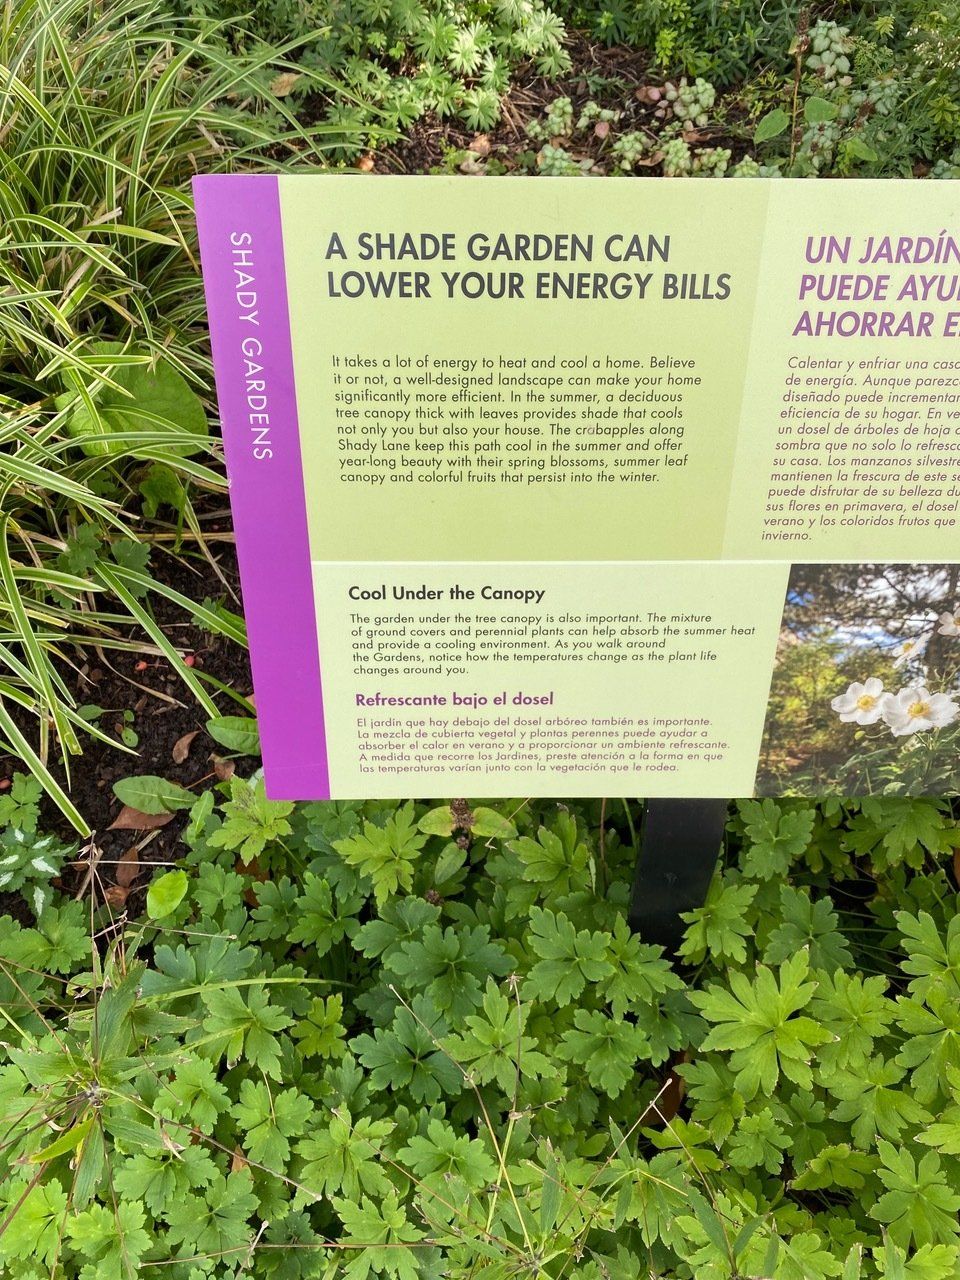 SHADY GARDENS
A SHADE GARDEN CAN
LOWER YOUR ENERGY BILLS
It takes a lot of energy to heat and cool a home. Believe
it or not, a well-designed landscape can make your home
significantly more efficient. In the summer, a deciduous
tree canopy thick with leaves provides shade that cools
not only you but also your house. The crabapples along
Shady Lane keep this path cool in the summer and offer
year-long beauty with their spring blossoms, summer leaf
canopy and colorful fruits that persist into the winter.
UN JARDÍN
PUEDE AYU
AHORRAR E
Calentar y enfriar una casa
de energía. Aunque parezc
diseñado puede incrementar
eficiencia de su hogar. En ve
un dosel de árboles de hoja
sombra que no solo lo refresc
su casa. Los manzanos silvestre
mantienen la frescura de este se
puede disfrutar de su belleza du
sus flores en primavera, el dosel
verano y los coloridos frutos que
invierno.
Cool Under the Canopy
The garden under the tree canopy is also important. The mixture
of ground covers and perennial plants can help absorb the summer heat
and provide a cooling environment. As you walk around
the Gardens, notice how the temperatures change as the plant life
changes around you.
Refrescante bajo el dosel
El jardín que hay debajo del dosel arbóreo también es importante.
La mezcla de cubierta vegetal y plantas perennes puede ayudar a
absorber el calor en verano y a proporcionar un ambiente refrescante.
A medida que recorre los Jardines, preste atención a la forma en que
las temperaturas varían junto con la vegetación que le rodea.